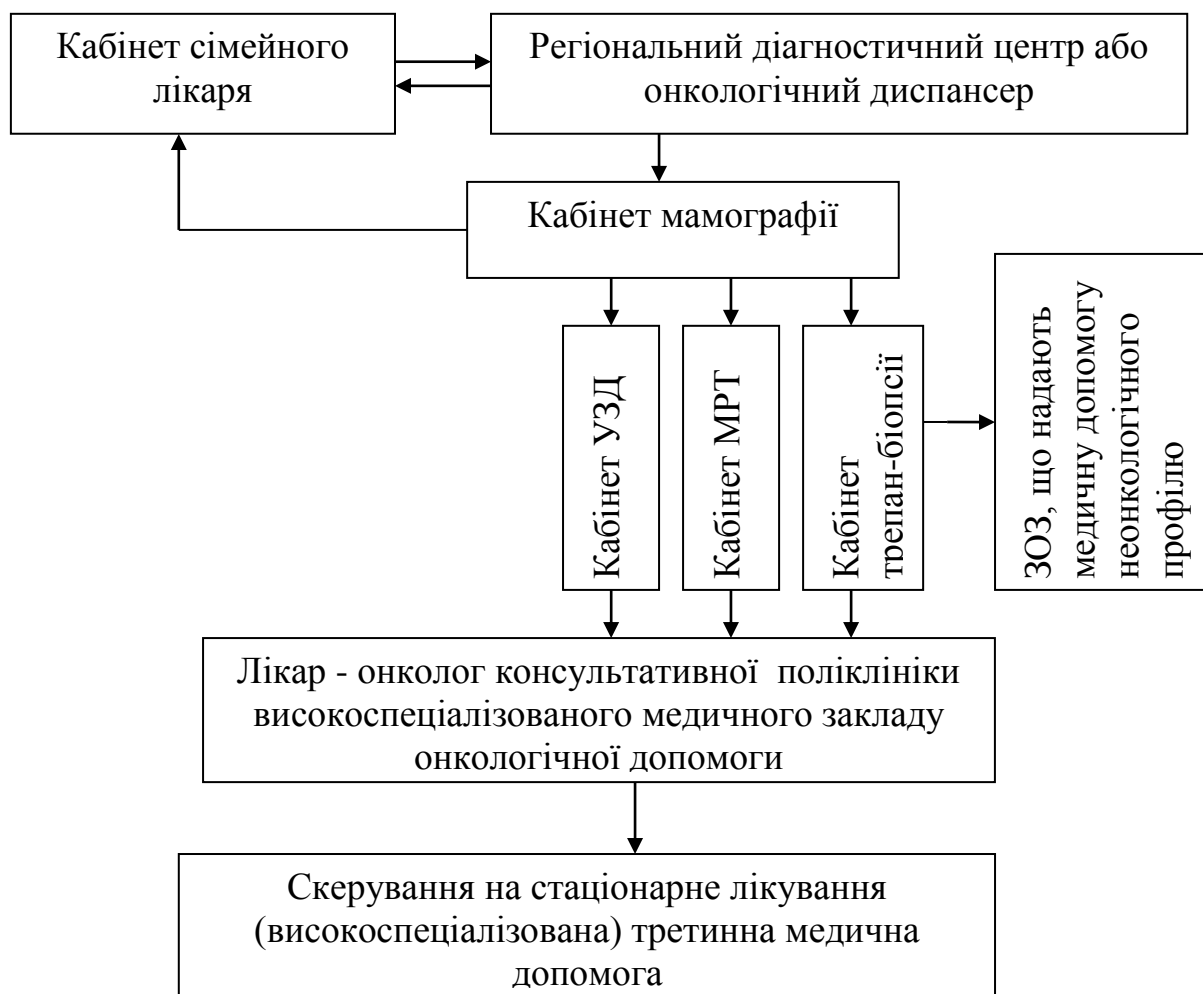 Кабінет сімейного
лікаря
Регіональний діагностичний центр або
онкологічний диспансер
Кабінет мамографії
Кабінет УЗД
Кабінет МРТ
Кабінет
трепан-біопсії
ЗОЗ, що надають
медичну допомогу
неонкологічного
профілю
Лікар - онколог консультативної поліклініки
високоспеціалізованого медичного закладу
онкологічної допомоги
Скерування на стаціонарне лікування
(високоспеціалізована) третинна медична
допомога